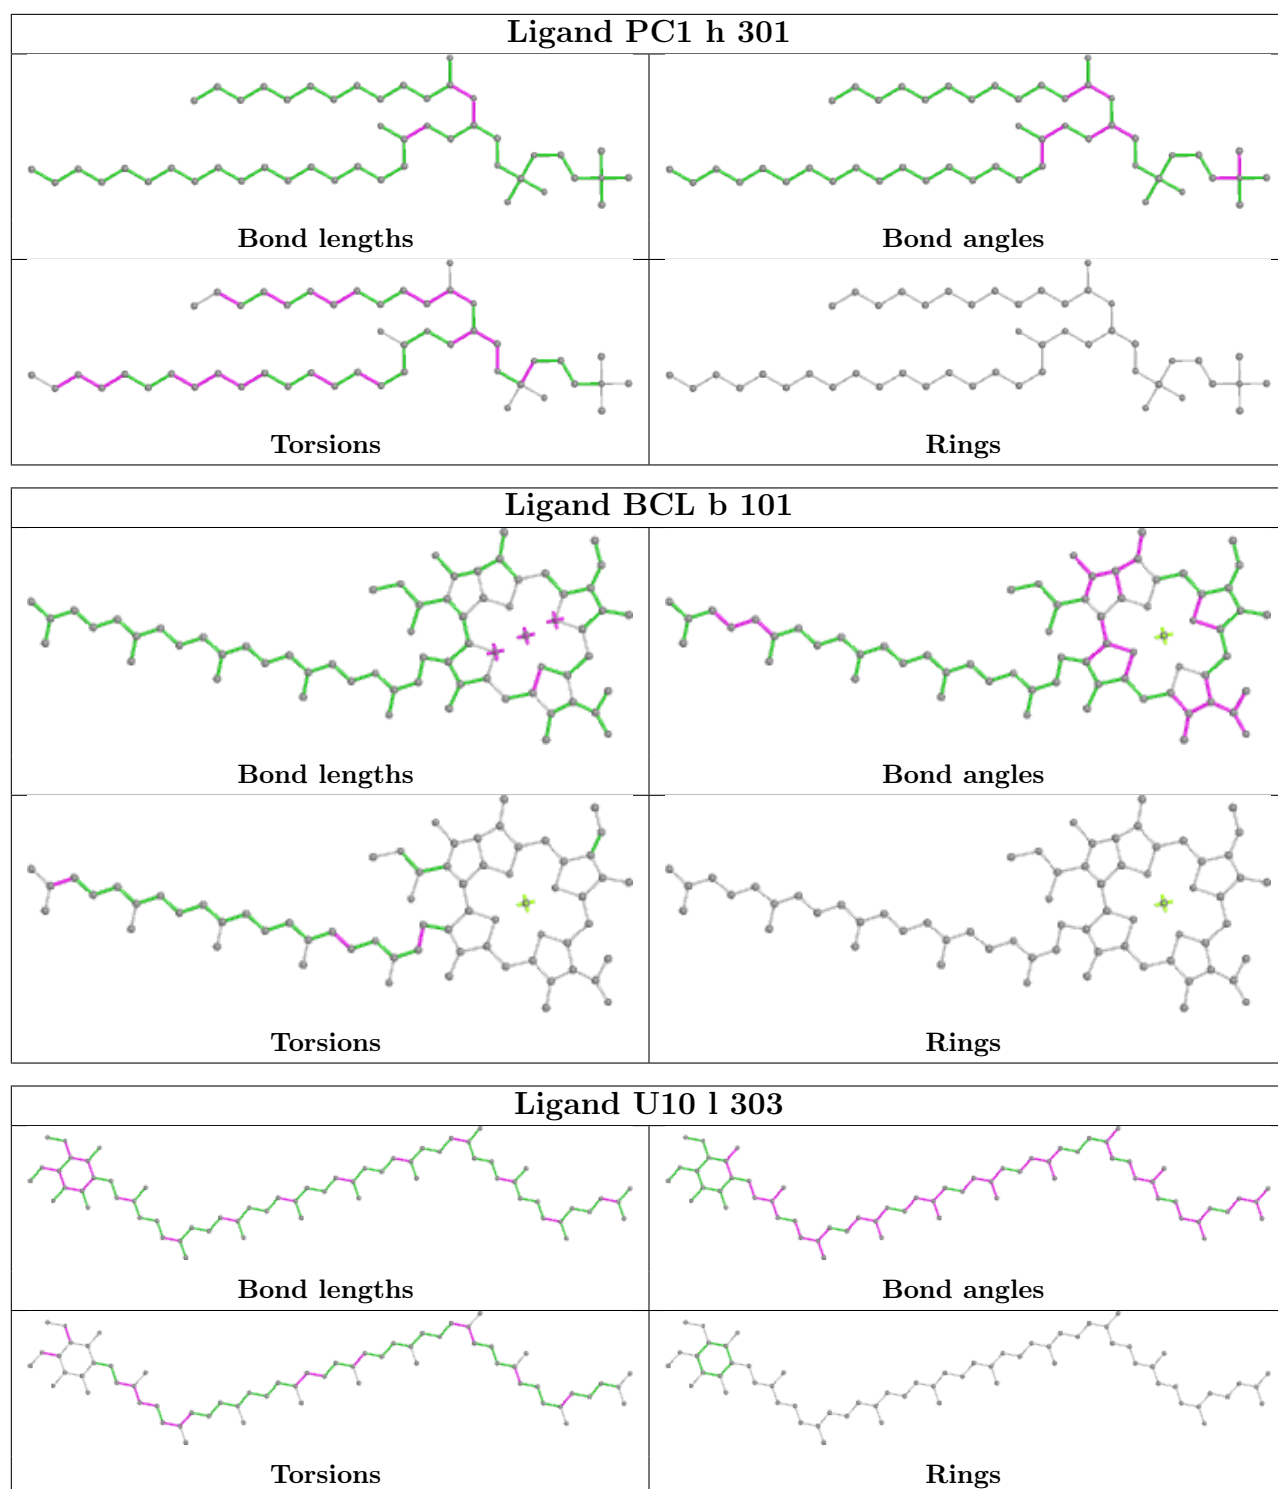 Ligand PC1 h 301
Bond lengths
Bond angles
Torsions
Rings
Ligand BCL b 101
Bond lengths
Bond angles
Torsions
Rings
Ligand U10 l 303
Bond lengths
Bond angles
Torsions
Rings